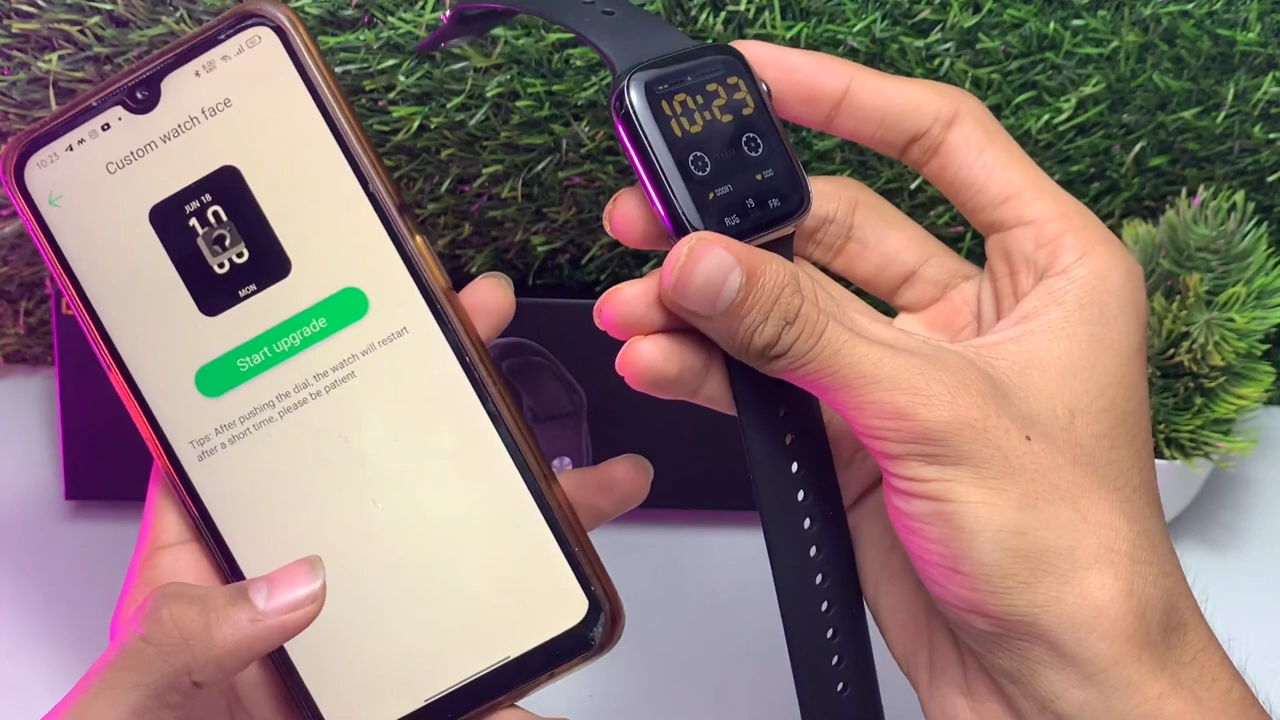 10:23
Custom watch face
JUN 18
MON
Start upgrade
Tips: After pushing the dial, the watch will restart
after a short time, please be patient
10:23
000
AUG 19 FRI